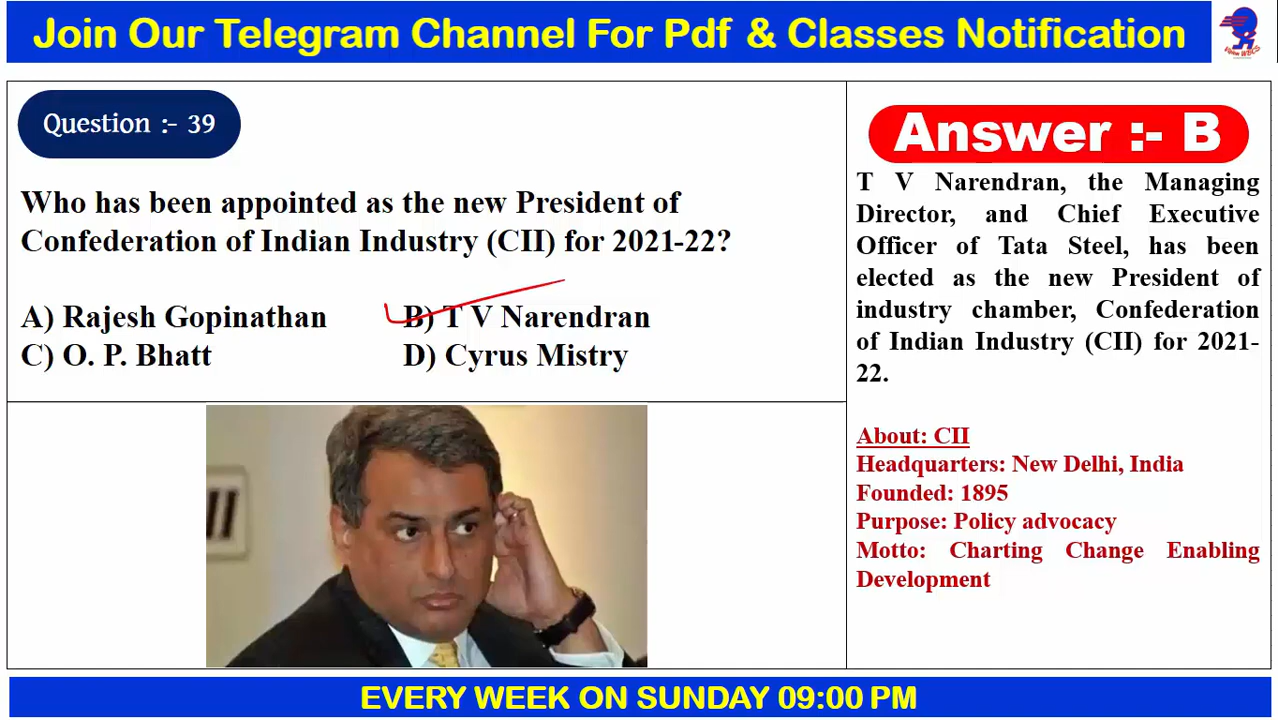 Join Our Telegram Channel For Pdf & Classes Notification
Question :- 39
Who has been appointed as the new President of
Confederation of Indian Industry (CII) for 2021-22?
A) Rajesh Gopinathan
B) T V Narendran
C) O. P. Bhatt
D) Cyrus Mistry
Answer :- B
T V Narendran, the Managing
Director, and Chief Executive
Officer of Tata Steel, has been
elected as the new President of
industry chamber, Confederation
of Indian Industry (CII) for 2021-
22.
About: CII
Headquarters: New Delhi, India
Founded: 1895
Purpose: Policy advocacy
Motto: Charting Change Enabling
Development
EVERY WEEK ON SUNDAY 09:00 PM